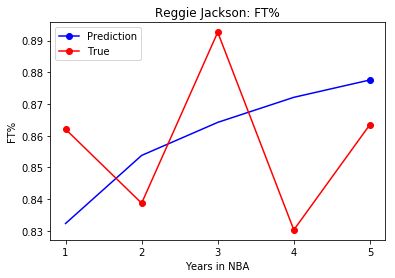 Reggie Jackson: FT%
Prediction
True
FT%
0.89
0.88
0.87
0.86
0.85
0.84
0.83
1 2 3 4 5
Years in NBA